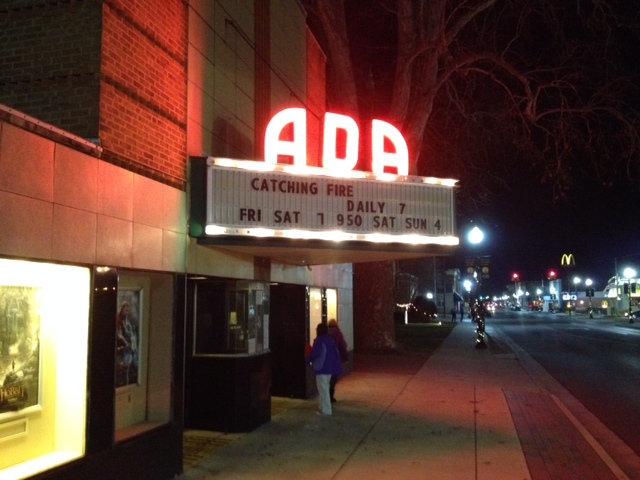 ADA
CATCHING FIRE
DAILY 7
FRI SAT 7 950 SAT SUN 4